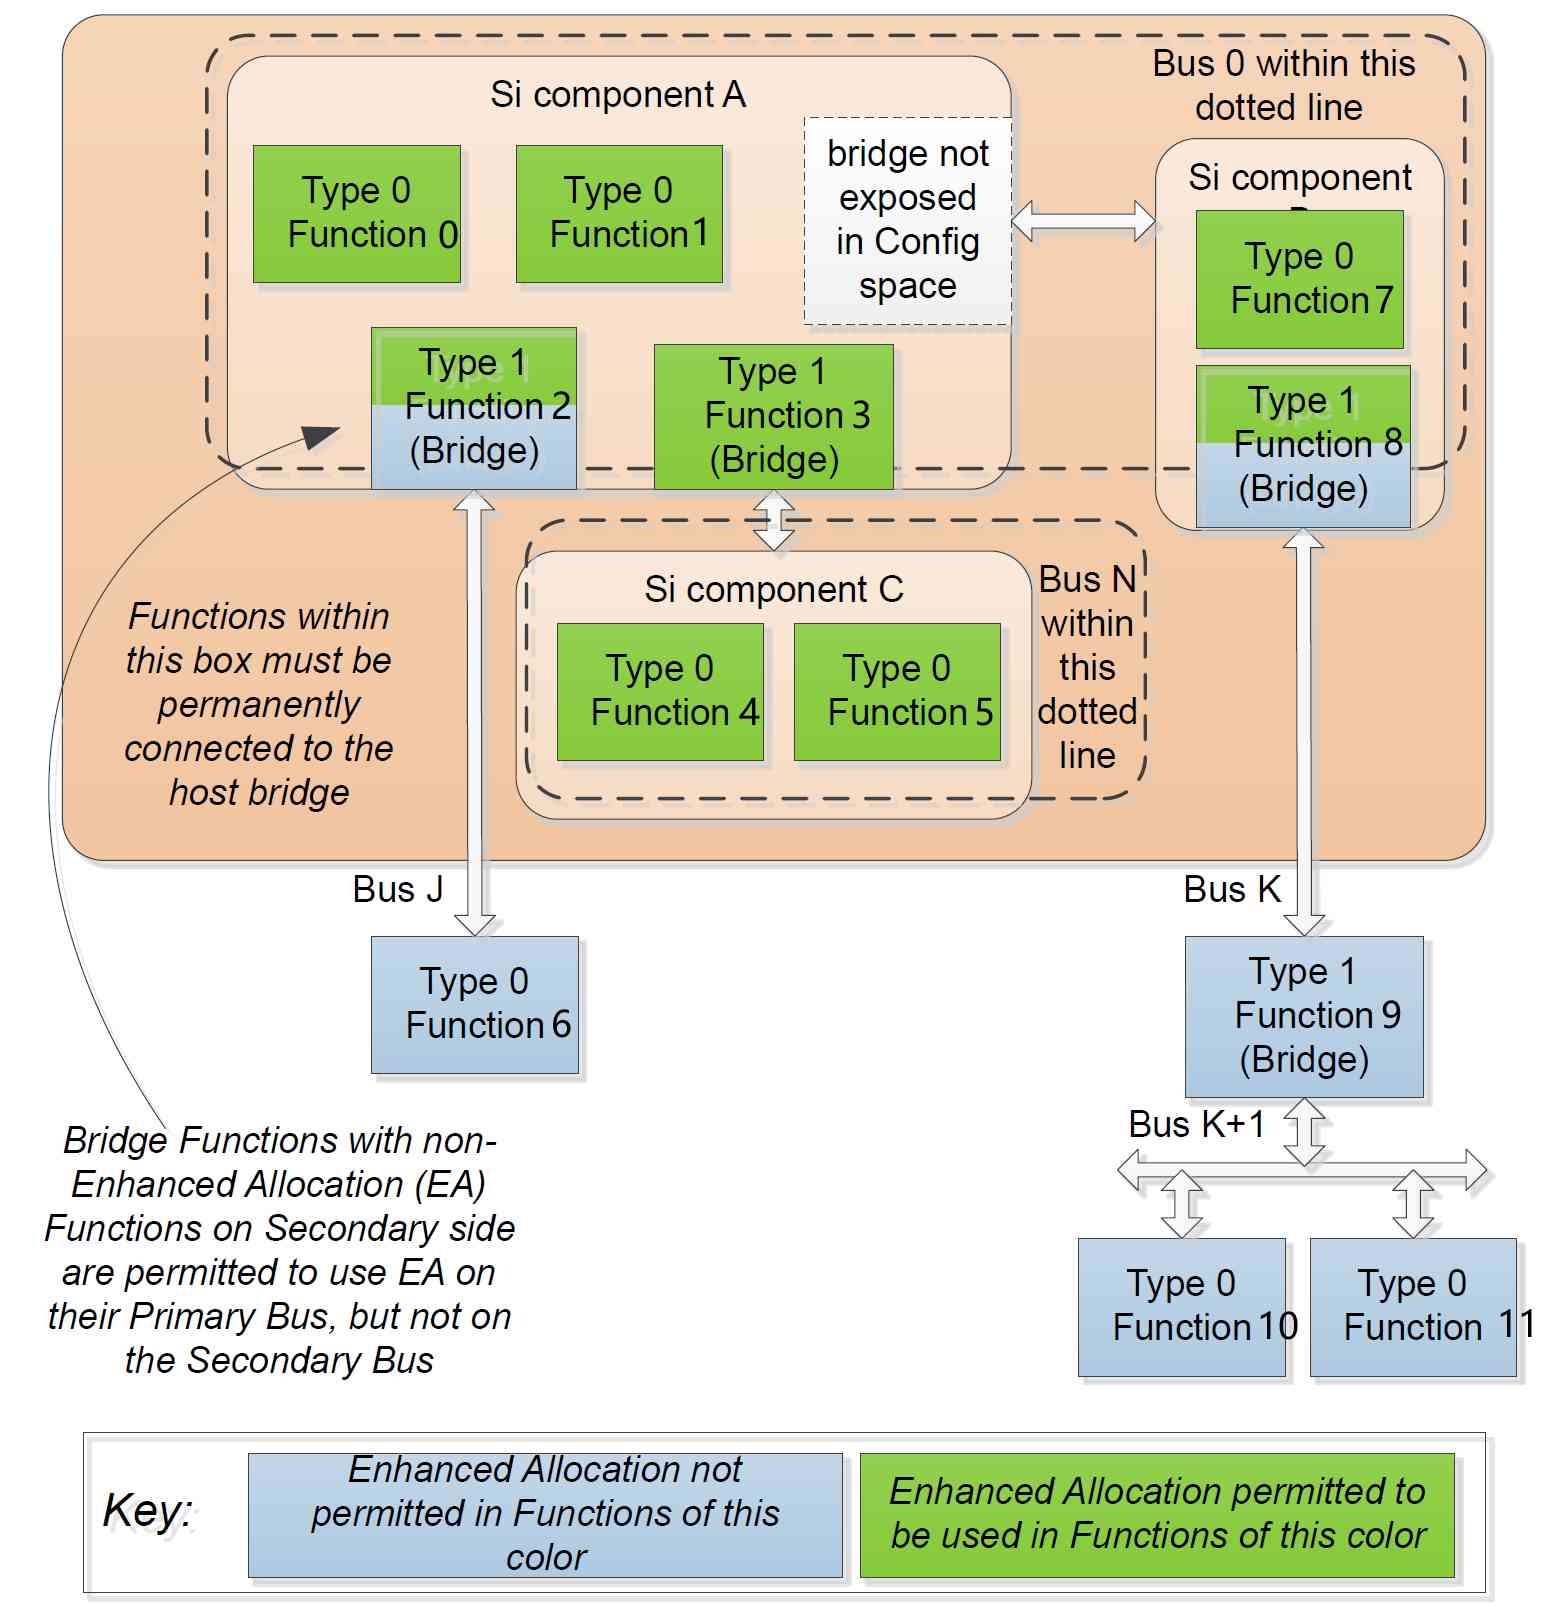 Bus 0 within this
dotted line
Si component A
Type 0
Function 0
Type 0
Function 1
bridge not
exposed
in Config
space
Si component
Type 0
Function 7
Type 1
Function 2
(Bridge)
Type 1
Function 3
(Bridge)
Type 1
Function 8
(Bridge)
Si component C
Type 0
Function 4
Type 0
Function 5
Bus N
within
this
dotted
line
Functions within
this box must be
permanently
connected to the
host bridge
Bus J
Bus K
Type 0
Function 6
Type 1
Function 9
(Bridge)
Bus K+1
Type 0
Function 10
Type 0
Function 11
Bridge Functions with non-
Enhanced Allocation (EA)
Functions on Secondary side
are permitted to use EA on
their Primary Bus, but not on
the Secondary Bus
Key:
Enhanced Allocation not
permitted in Functions of this
color
Enhanced Allocation permitted to
be used in Functions of this color